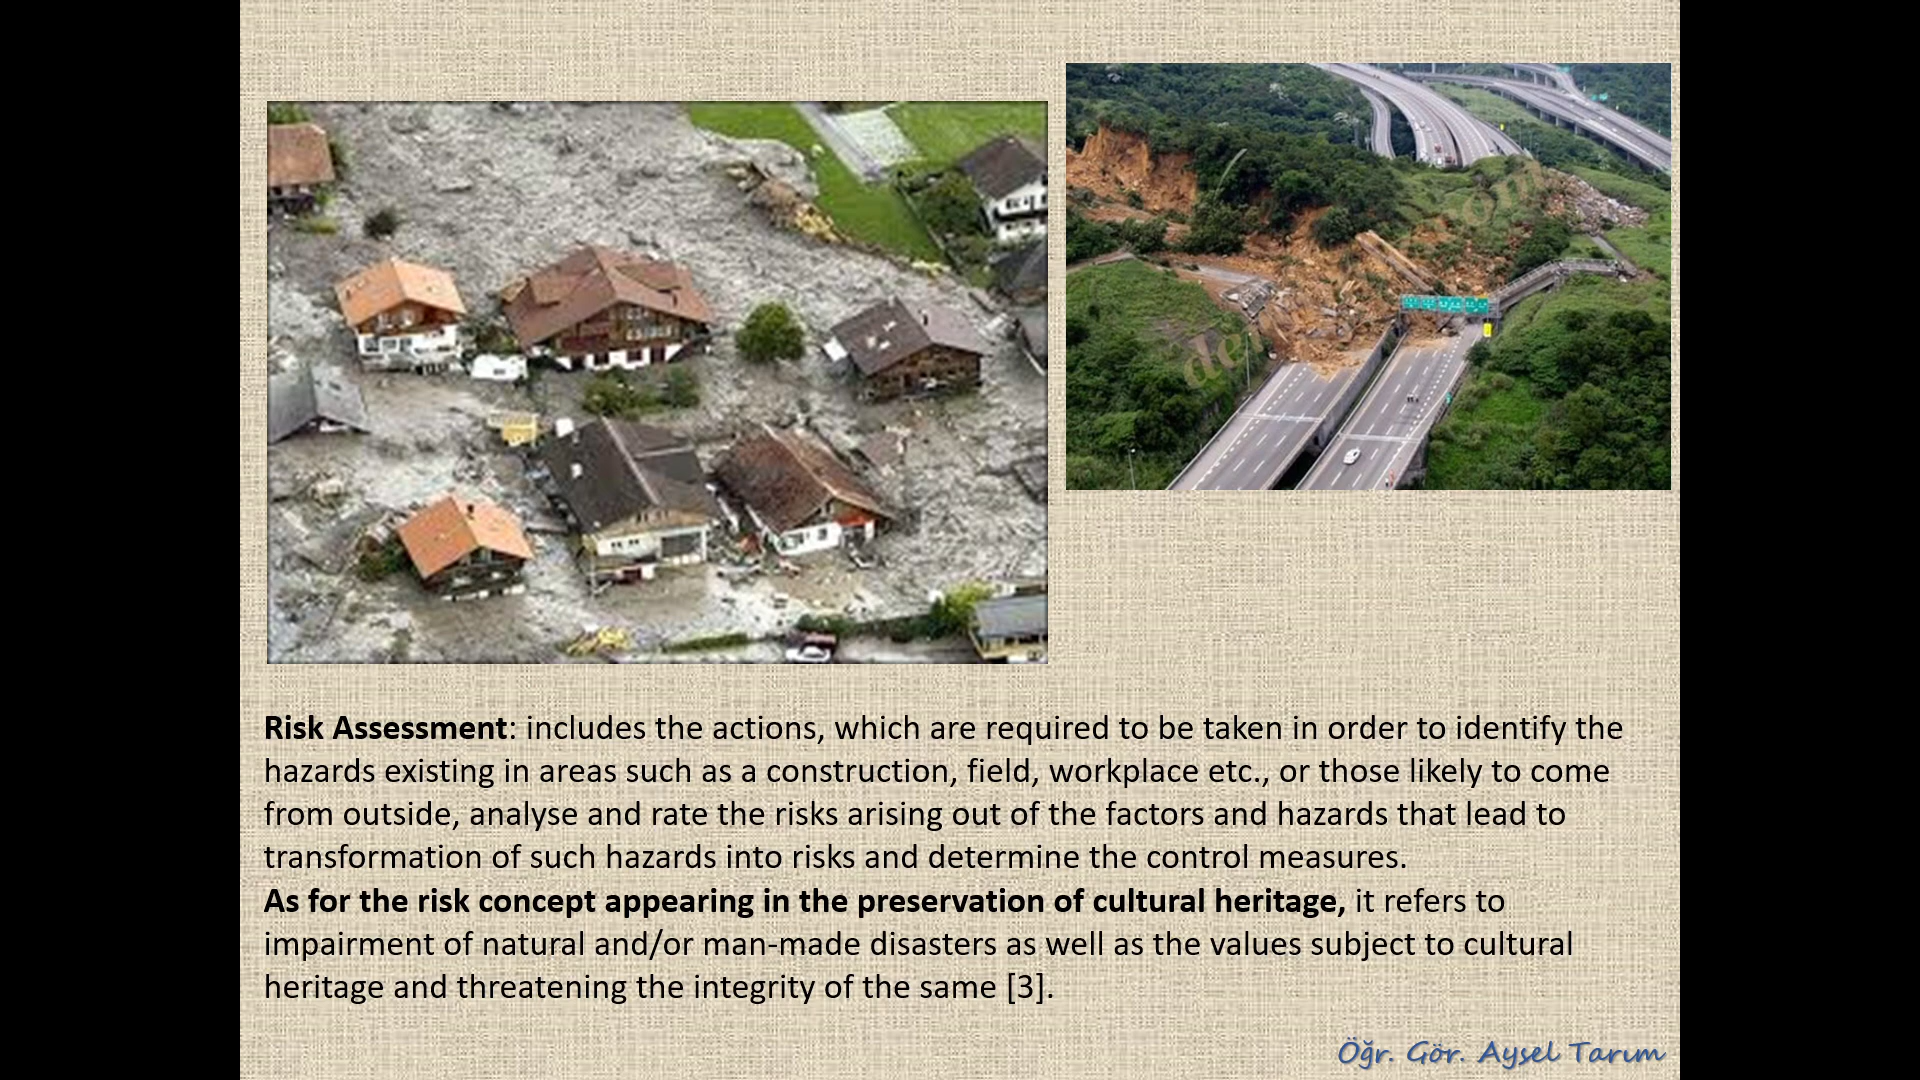 Risk Assessment: includes the actions, which are required to be taken in order to identify the
hazards existing in areas such as a construction, field, workplace etc., or those likely to come
from outside, analyse and rate the risks arising out of the factors and hazards that lead to
transformation of such hazards into risks and determine the control measures.
As for the risk concept appearing in the preservation of cultural heritage, it refers to
impairment of natural and/or man-made disasters as well as the values subject to cultural
heritage and threatening the integrity of the same [3].
Öğr. Gör. Aysel Tarım